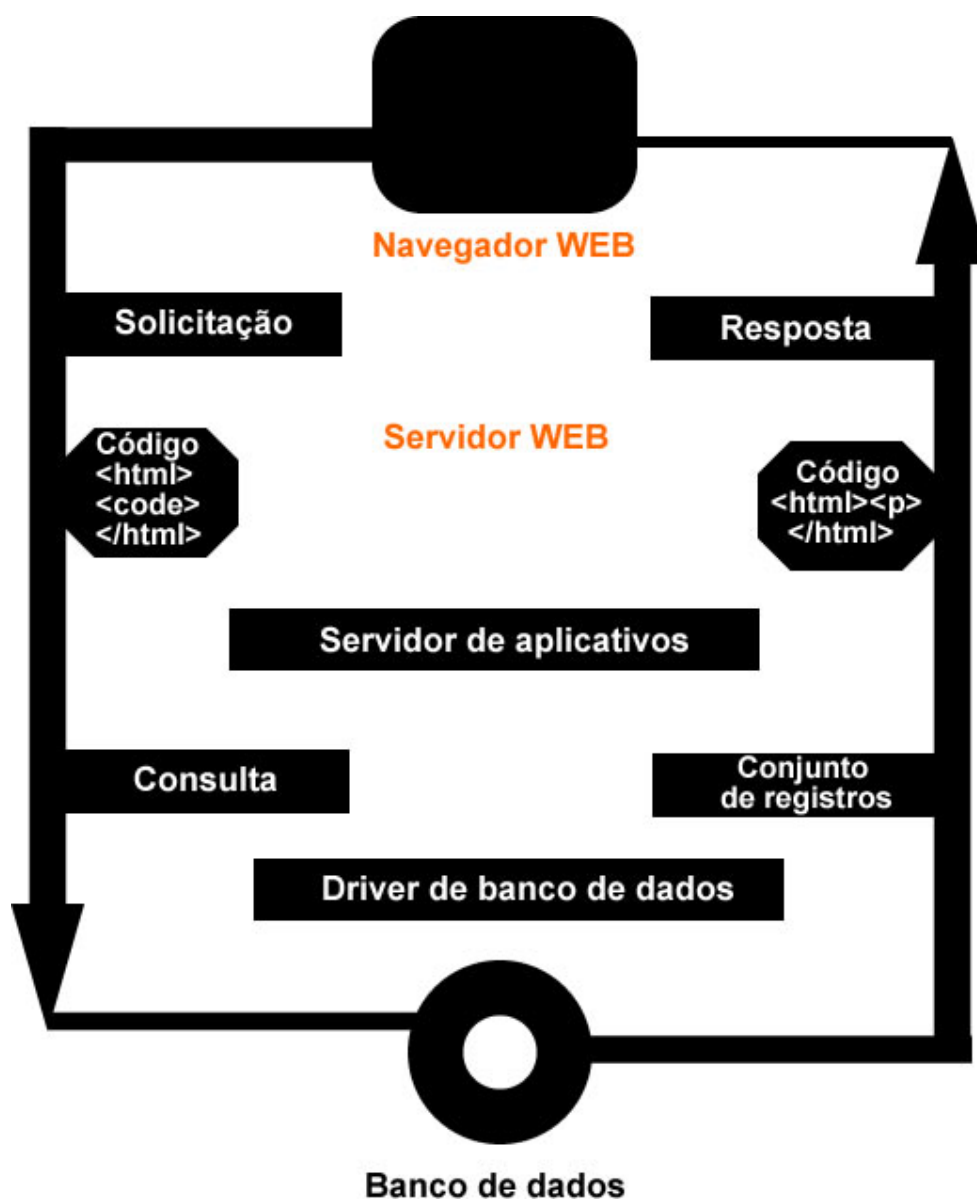 Navegador WEB
Solicitação
Resposta
Servidor WEB
Código
<html>
<code>
</html>
Código
<html><p>
</html>
Servidor de aplicativos
Consulta
Conjunto
de registros
Driver de banco de dados
Banco de dados